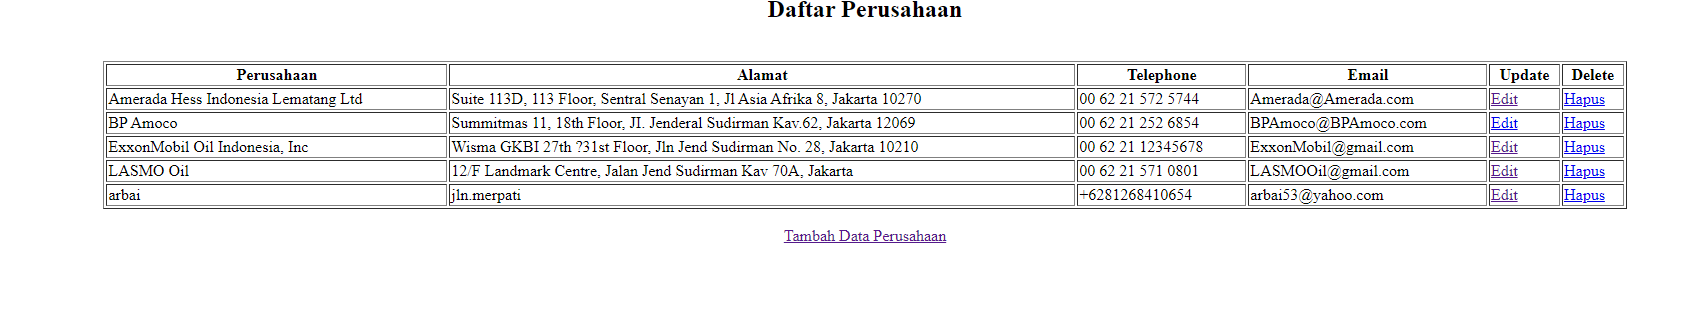 Daftar Perusahaan
Perusahaan Alamat Telephone Email Update Delete
Amerada Hess Indonesia Lematang Ltd Suite 113D, 113 Floor, Sentral Senayan 1, Jl Asia Afrika 8, Jakarta 10270 00 62 21 572 5744 Amerada@Amerada.com Edit Hapus
BP Amoco Summitmas 11, 18th Floor, JI. Jenderal Sudirman Kav.62, Jakarta 12069 00 62 21 252 6854 BPAmoco@BPAmoco.com Edit Hapus
ExxonMobil Oil Indonesia, Inc Wisma GKBI 27th ?31st Floor, Jln Jend Sudirman No. 28, Jakarta 10210 00 62 21 12345678 ExxonMobil@gmail.com Edit Hapus
LASMO Oil 12/F Landmark Centre, Jalan Jend Sudirman Kav 70A, Jakarta 00 62 21 571 0801 LASMOOil@gmail.com Edit Hapus
arbai jln.merpati +6281268410654 arbai53@yahoo.com Edit Hapus
Tambah Data Perusahaan